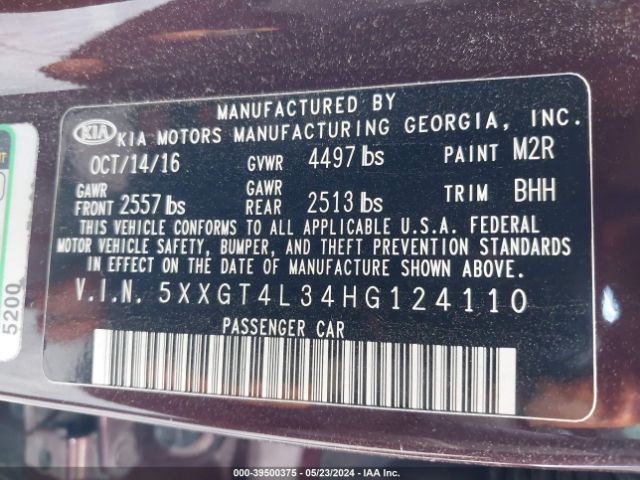 MANUFACTURED BY
KIA KIA MOTORS MANUFACTURING GEORGIA, INC.
OCT/14/16 GVWR 4497 lbs PAINT M2R
GAWR FRONT 2557 lbs GAWR REAR 2513 lbs TRIM BHH
THIS VEHICLE CONFORMS TO ALL APPLICABLE U.S.A. FEDERAL
MOTOR VEHICLE SAFETY, BUMPER, AND THEFT PREVENTION STANDARDS
IN EFFECT ON THE DATE OF MANUFACTURE SHOWN ABOVE.
V.I.N. 5XXGT4L34HG124110
PASSENGER CAR
5200
000-39500375 - 05/23/2024 - IAA Inc.